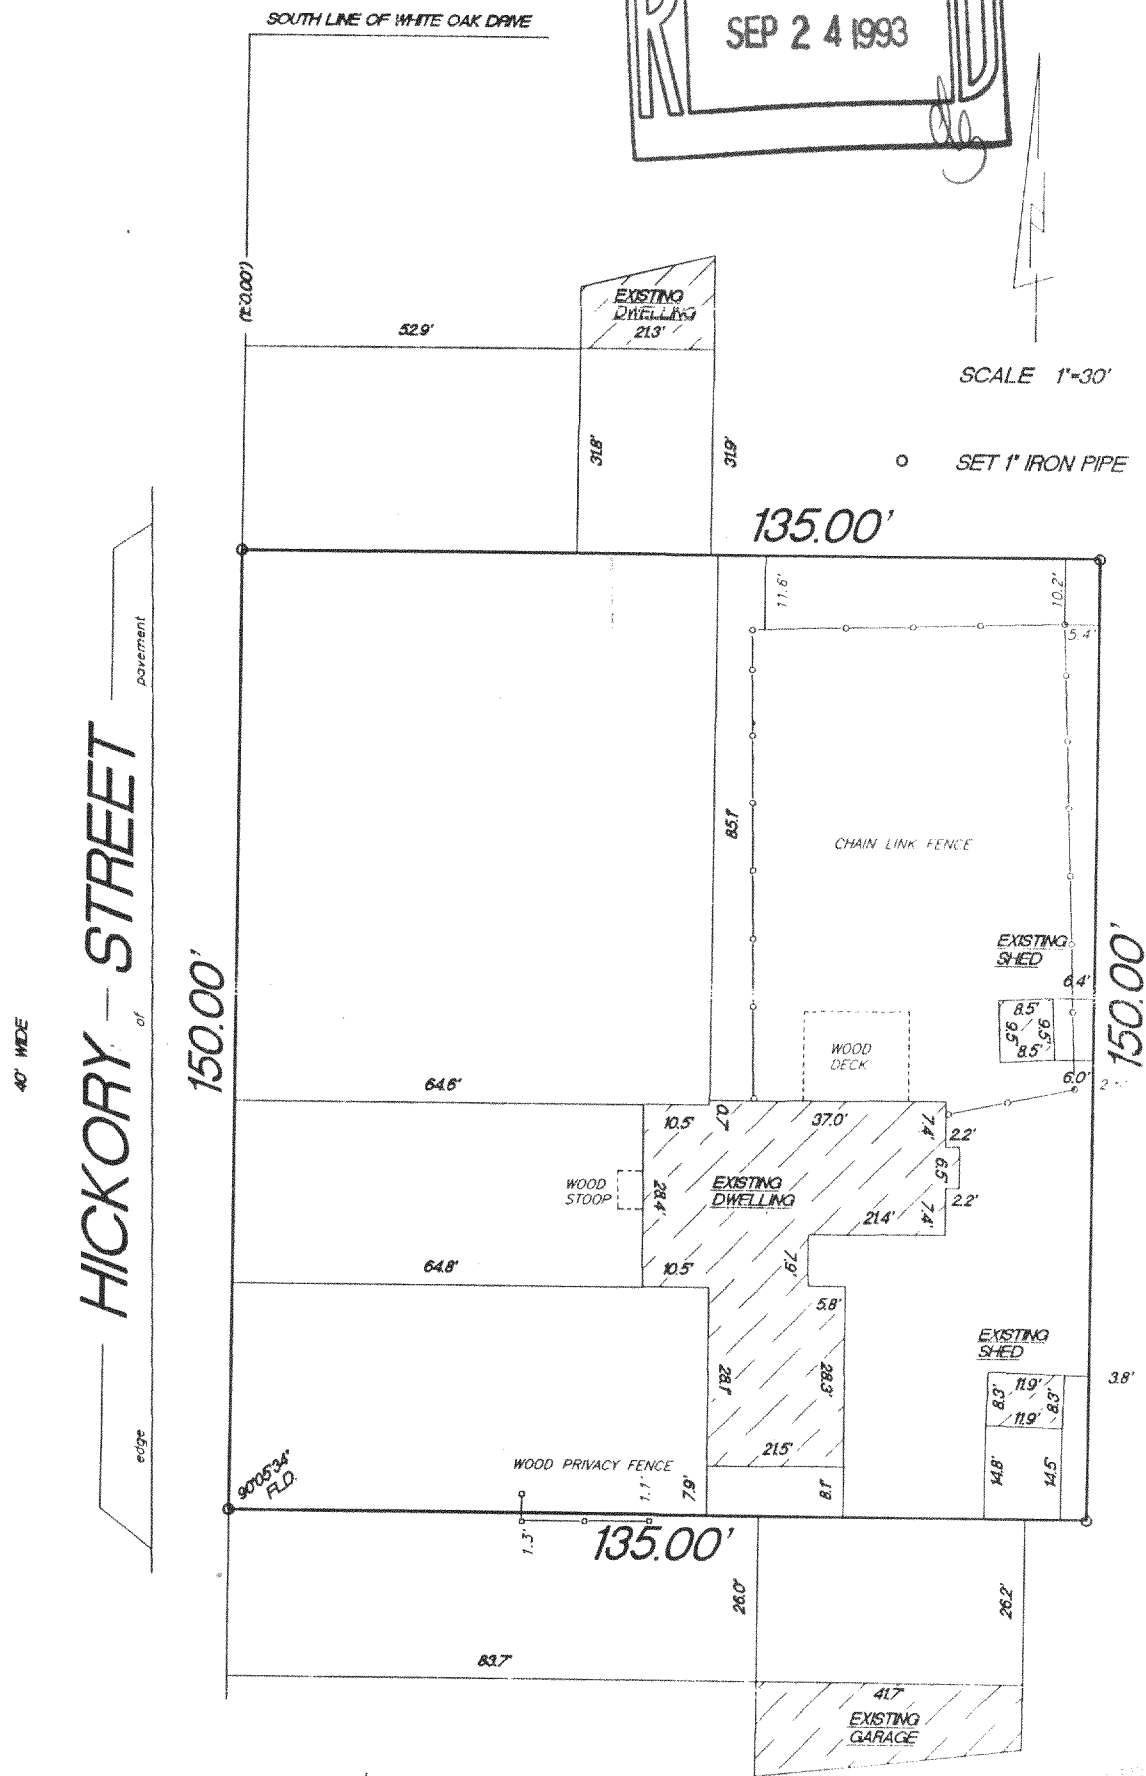 SOUTH LINE OF WHITE OAK DRIVE
R
D
SEP 24 1993
EXISTING
DWELLING
21.3'
52.9'
SCALE 1"=30'
31.8'
31.9'
SET 1" IRON PIPE
135.00'
11.6'
10.2'
5.4'
pavement
of
edge
HICKORY STREET
40' WIDE
150.00'
85.1'
CHAIN LINK FENCE
EXISTING
SHED
6.4'
8.5'
9.5'
9.5'
8.5'
6.0'
150.00'
WOOD
DECK
64.6'
10.5'
0.7'
37.0'
7.4'
2.2'
6.5'
2.2'
7.4'
WOOD
STOOP
28.4'
EXISTING
DWELLING
21.4'
64.8'
10.5'
7.9'
5.8'
28.1'
28.3'
EXISTING
SHED
3.8'
11.9'
8.3'
8.3'
11.9'
21.5'
14.8'
14.5'
90°05'34"
FLD.
WOOD PRIVACY FENCE
1.1'
7.9'
8.1'
1.3'
135.00'
26.0'
26.2'
83.7'
41.7'
EXISTING
GARAGE